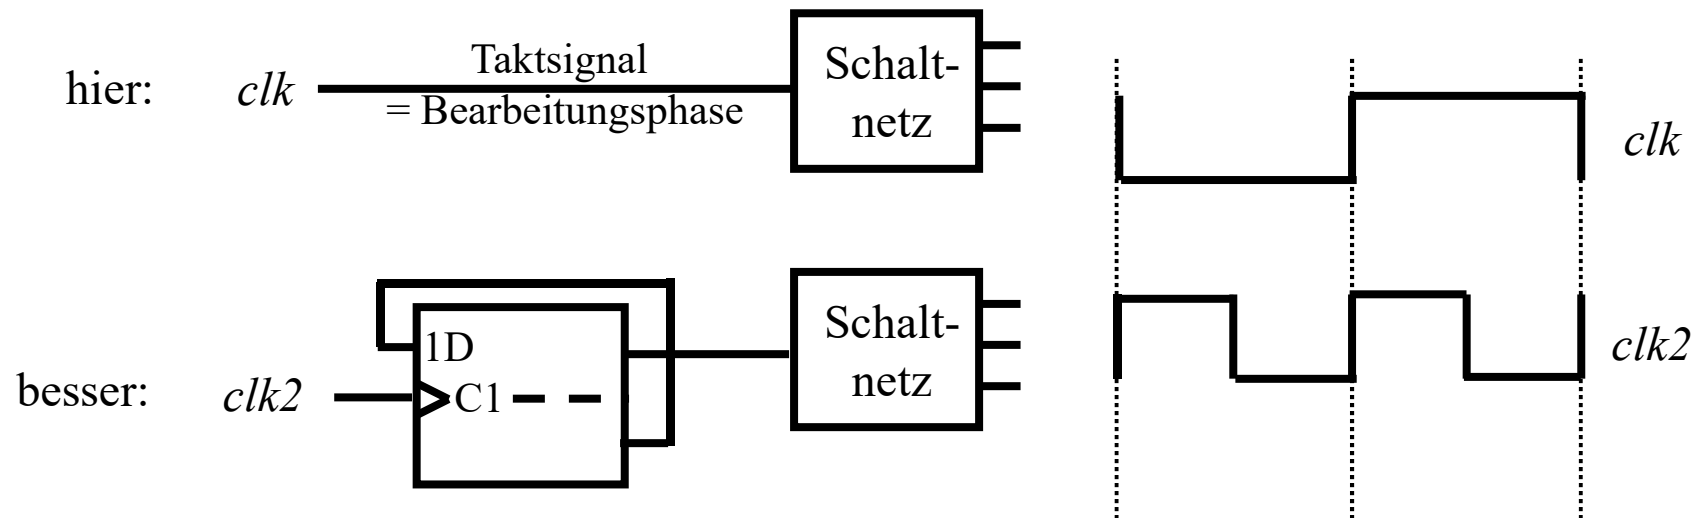 hier:
clk
Taktsignal
= Bearbeitungsphase
Schalt-
netz
clk
besser:
clk2
1D
C1
Schalt-
netz
clk2